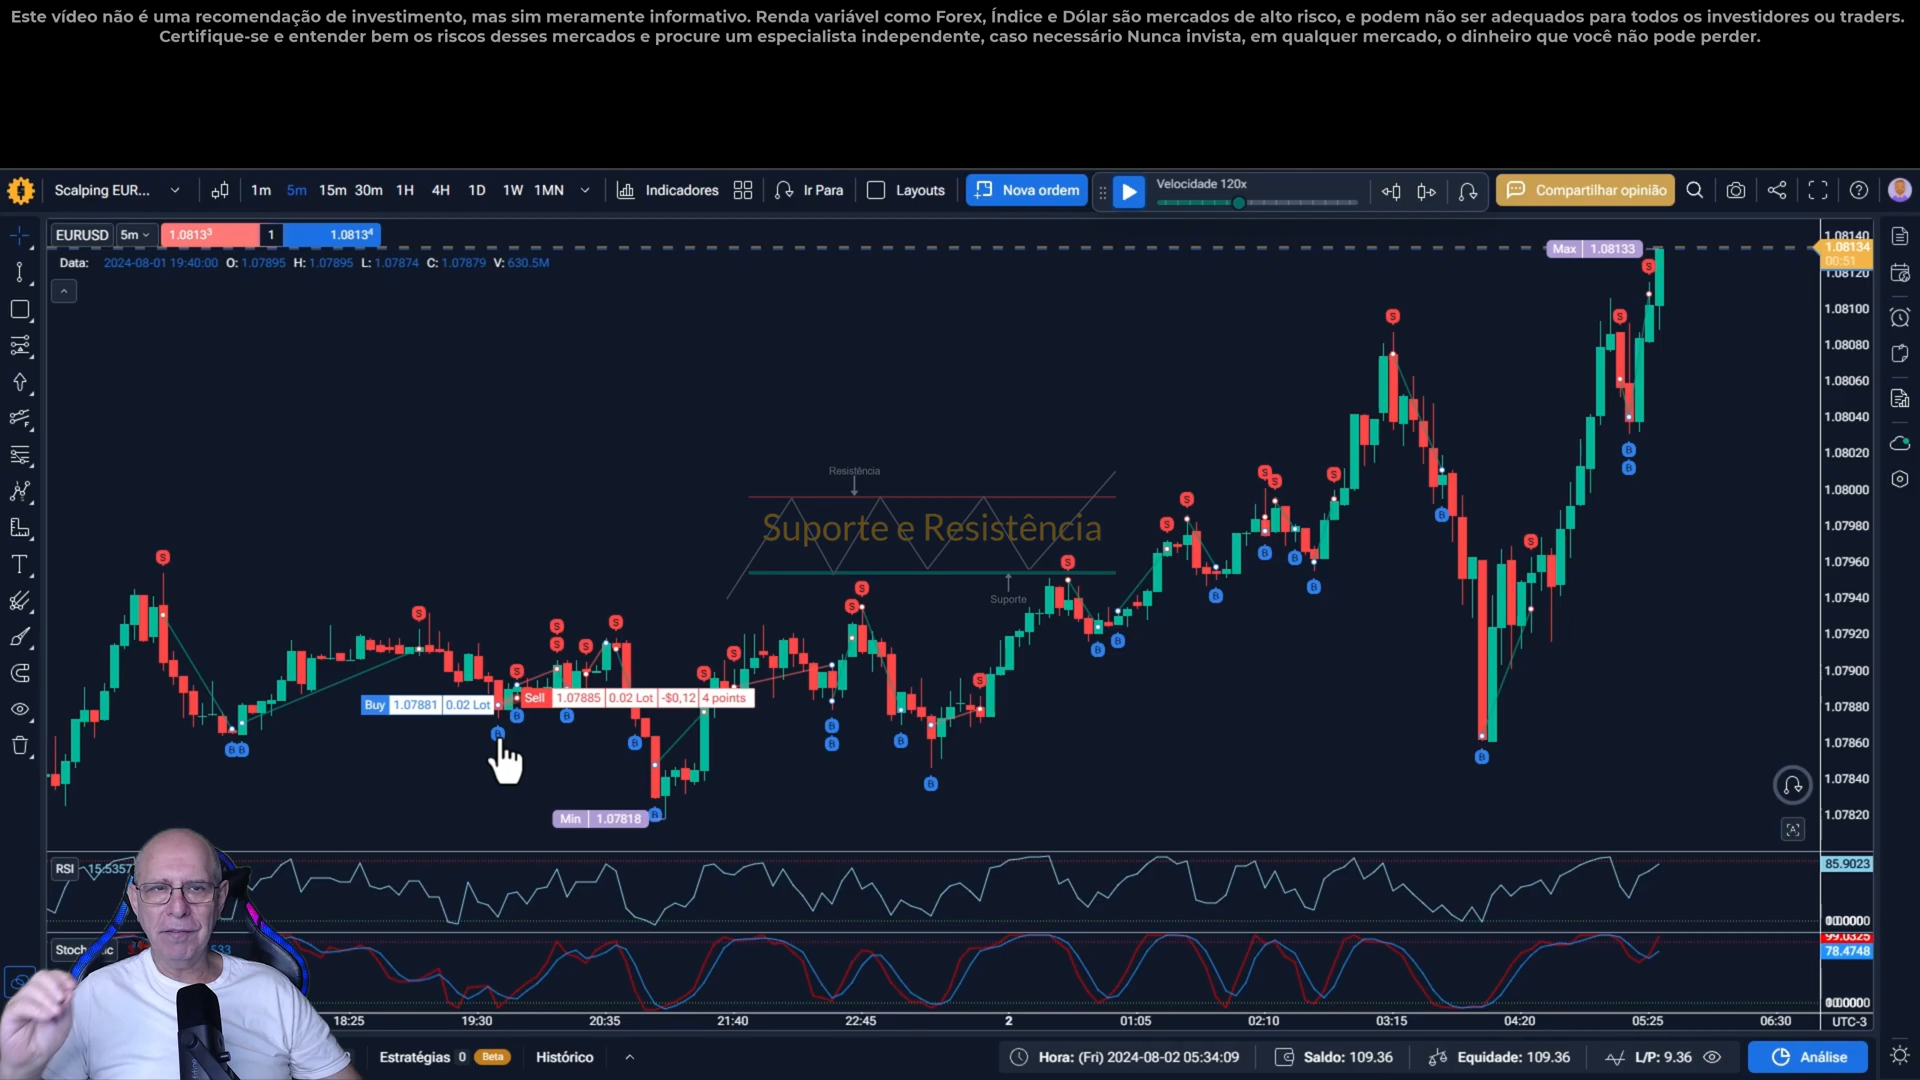 Este vídeo não é uma recomendação de investimento, mas sim meramente informativo. Renda variável como Forex, Índice e Dólar são mercados de alto risco, e podem não ser adequados para todos os investidores ou traders.
Certifique-se e entender bem os riscos desses mercados e procure um especialista independente, caso necessário Nunca invista, em qualquer mercado, o dinheiro que você não pode perder.
Scalping EUR... 1m 5m 15m 30m 1H 4H 1D 1W 1MN Indicadores Ir Para Layouts Nova ordem Velocidade 120x Compartilhar opinião
EURUSD 5m 1.0813³ 1 1.0813⁴
Data: 2024-08-01 19:40:00 O: 1.07895 H: 1.07895 L: 1.07874 C: 1.07879 V: 630.5M
Max 1.08133
1.08140
1.08134
00:51
1.08120
1.08100
1.08080
1.08060
1.08040
1.08020
1.08000
1.07980
1.07960
1.07940
1.07920
1.07900
1.07880
1.07860
1.07840
1.07820
Resistência
Suporte e Resistência
Suporte
Buy 1.07881 0.02 Lot
Sell 1.07885 0.02 Lot -$0,12 4 points
Min 1.07818
RSI 15.5357
85.9023
Stoch
99.0325
78.4748
18:25 19:30 20:35 21:40 22:45 2 01:05 02:10 03:15 04:20 05:25 06:30 UTC-3
Estratégias 0 Beta Histórico Hora: (Fri) 2024-08-02 05:34:09 Saldo: 109.36 Equidade: 109.36 L/P: 9.36 Análise